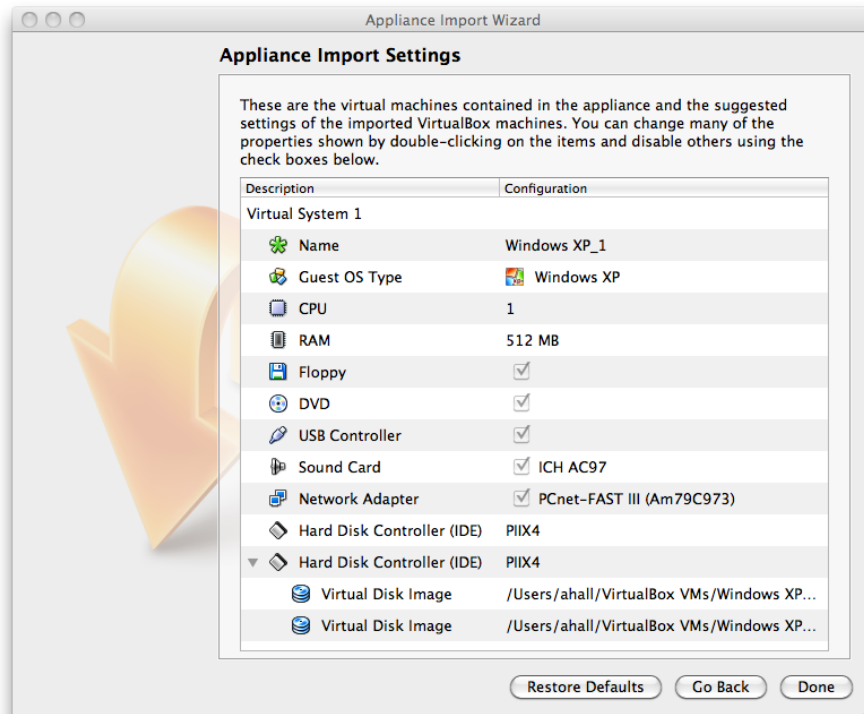 Appliance Import Wizard
Appliance Import Settings
These are the virtual machines contained in the appliance and the suggested
settings of the imported VirtualBox machines. You can change many of the
properties shown by double-clicking on the items and disable others using the
check boxes below.
Description Configuration
Virtual System 1
Name Windows XP_1
Guest OS Type Windows XP
CPU 1
RAM 512 MB
Floppy
DVD
USB Controller
Sound Card ICH AC97
Network Adapter PCnet-FAST III (Am79C973)
Hard Disk Controller (IDE) PIIX4
Hard Disk Controller (IDE) PIIX4
Virtual Disk Image /Users/ahall/VirtualBox VMs/Windows XP...
Virtual Disk Image /Users/ahall/VirtualBox VMs/Windows XP...
Restore Defaults Go Back Done